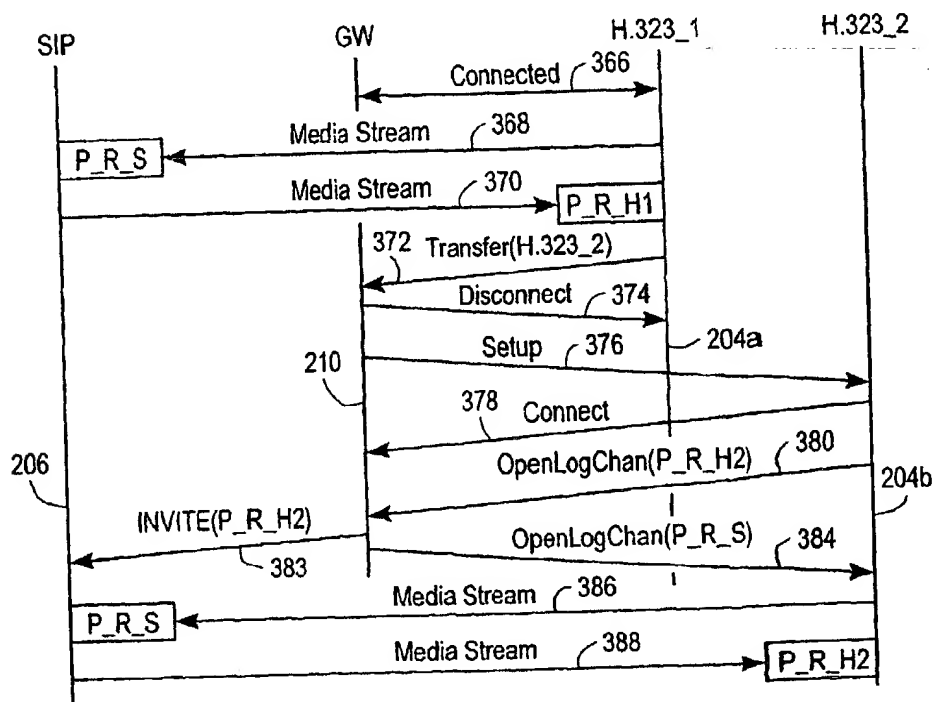 SIP GW H.323_1 H.323_2
Connected 366
Media Stream 368
P_R_S
Media Stream 370
P_R_H1
372 Transfer(H.323_2)
Disconnect 374
Setup 376 204a
210
378 Connect
206 OpenLogChan(P_R_H2) 380
204b
INVITE(P_R_H2) OpenLogChan(P_R_S) 384
383
Media Stream 386
P_R_S
Media Stream 388
P_R_H2